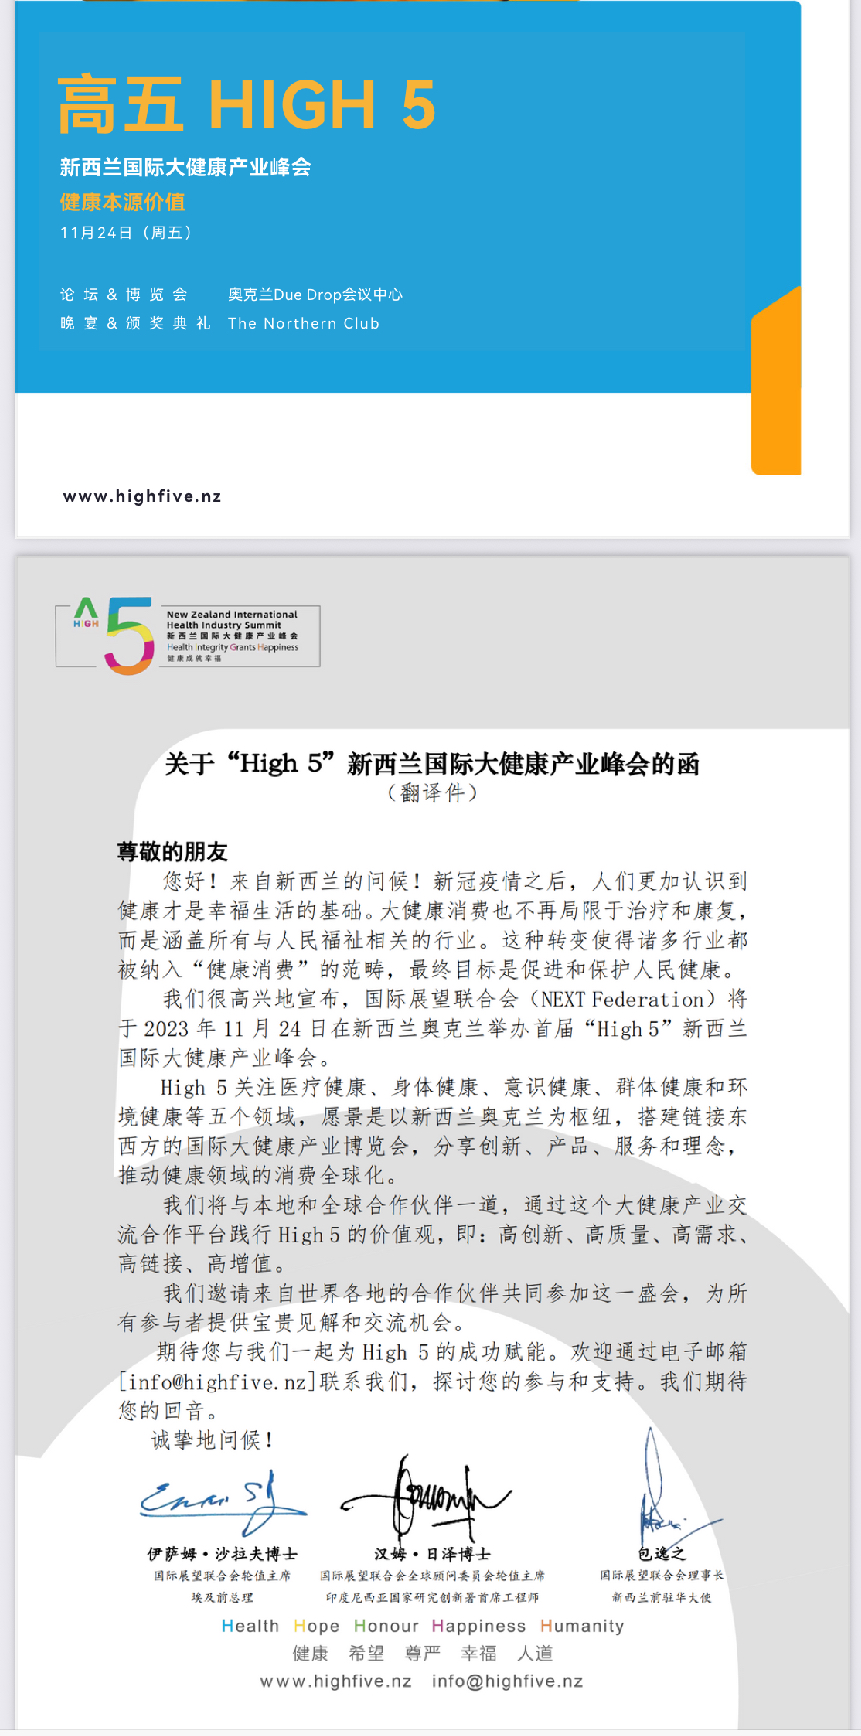 高五 HIGH 5
新西兰国际大健康产业峰会
健康本源价值
11月24日（周五）
论坛&博览会 奥克兰Due Drop会议中心
晚宴&颁奖典礼 The Northern Club
www.highfive.nz
HIGH 5
New Zealand International
Health Industry Summit
新西兰国际大健康产业峰会
Health Integrity Grants Happiness
健康成就幸福
关于“High 5”新西兰国际大健康产业峰会的函
（翻译件）
尊敬的朋友
您好！来自新西兰的问候！新冠疫情之后，人们更加认识到
健康才是幸福生活的基础。大健康消费也不再局限于治疗和康复，
而是涵盖所有与人民福祉相关的行业。这种转变使得诸多行业都
被纳入“健康消费”的范畴，最终目标是促进和保护人民健康。
我们很高兴地宣布，国际展望联合会（NEXT Federation）将
于 2023 年 11 月 24 日在新西兰奥克兰举办首届“High 5”新西兰
国际大健康产业峰会。
High 5 关注医疗健康、身体健康、意识健康、群体健康和环
境健康等五个领域，愿景是以新西兰奥克兰为枢纽，搭建链接东
西方的国际大健康产业博览会，分享创新、产品、服务和理念，
推动健康领域的消费全球化。
我们将与本地和全球合作伙伴一道，通过这个大健康产业交
流合作平台践行 High 5 的价值观，即：高创新、高质量、高需求、
高链接、高增值。
我们邀请来自世界各地的合作伙伴共同参加这一盛会，为所
有参与者提供宝贵见解和交流机会。
期待您与我们一起为 High 5 的成功赋能。欢迎通过电子邮箱
[info@highfive.nz]联系我们，探讨您的参与和支持。我们期待
您的回音。
诚挚地问候！
伊萨姆·沙拉夫博士 汉姆·日泽博士 包逸之
国际展望联合会轮值主席 国际展望联合会全球顾问委员会轮值主席 国际展望联合会理事长
埃及前总理 印度尼西亚国家研究创新署首席工程师 新西兰前驻华大使
Health Hope Honour Happiness Humanity
健康 希望 尊严 幸福 人道
www.highfive.nz info@highfive.nz